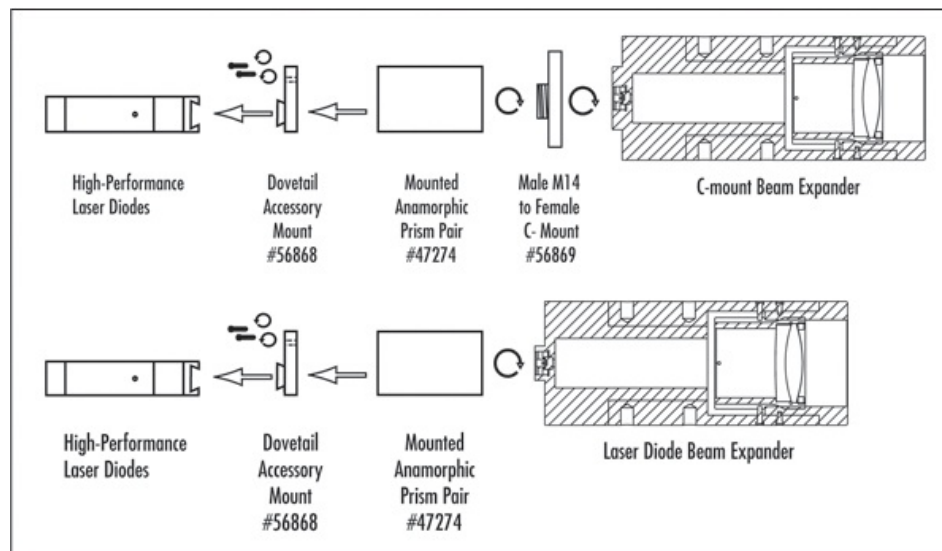 High-Performance
Laser Diodes
Dovetail
Accessory
Mount
#56868
Mounted
Anamorphic
Prism Pair
#47274
Male M14
to Female
C- Mount
#56869
C-mount Beam Expander
High-Performance
Laser Diodes
Dovetail
Accessory
Mount
#56868
Mounted
Anamorphic
Prism Pair
#47274
Laser Diode Beam Expander